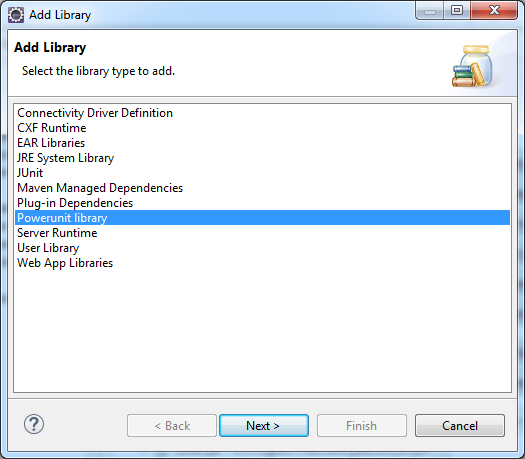 Add Library
Add Library
Select the library type to add.
Connectivity Driver Definition
CXF Runtime
EAR Libraries
JRE System Library
JUnit
Maven Managed Dependencies
Plug-in Dependencies
Powerunit library
Server Runtime
User Library
Web App Libraries
? < Back Next > Finish Cancel